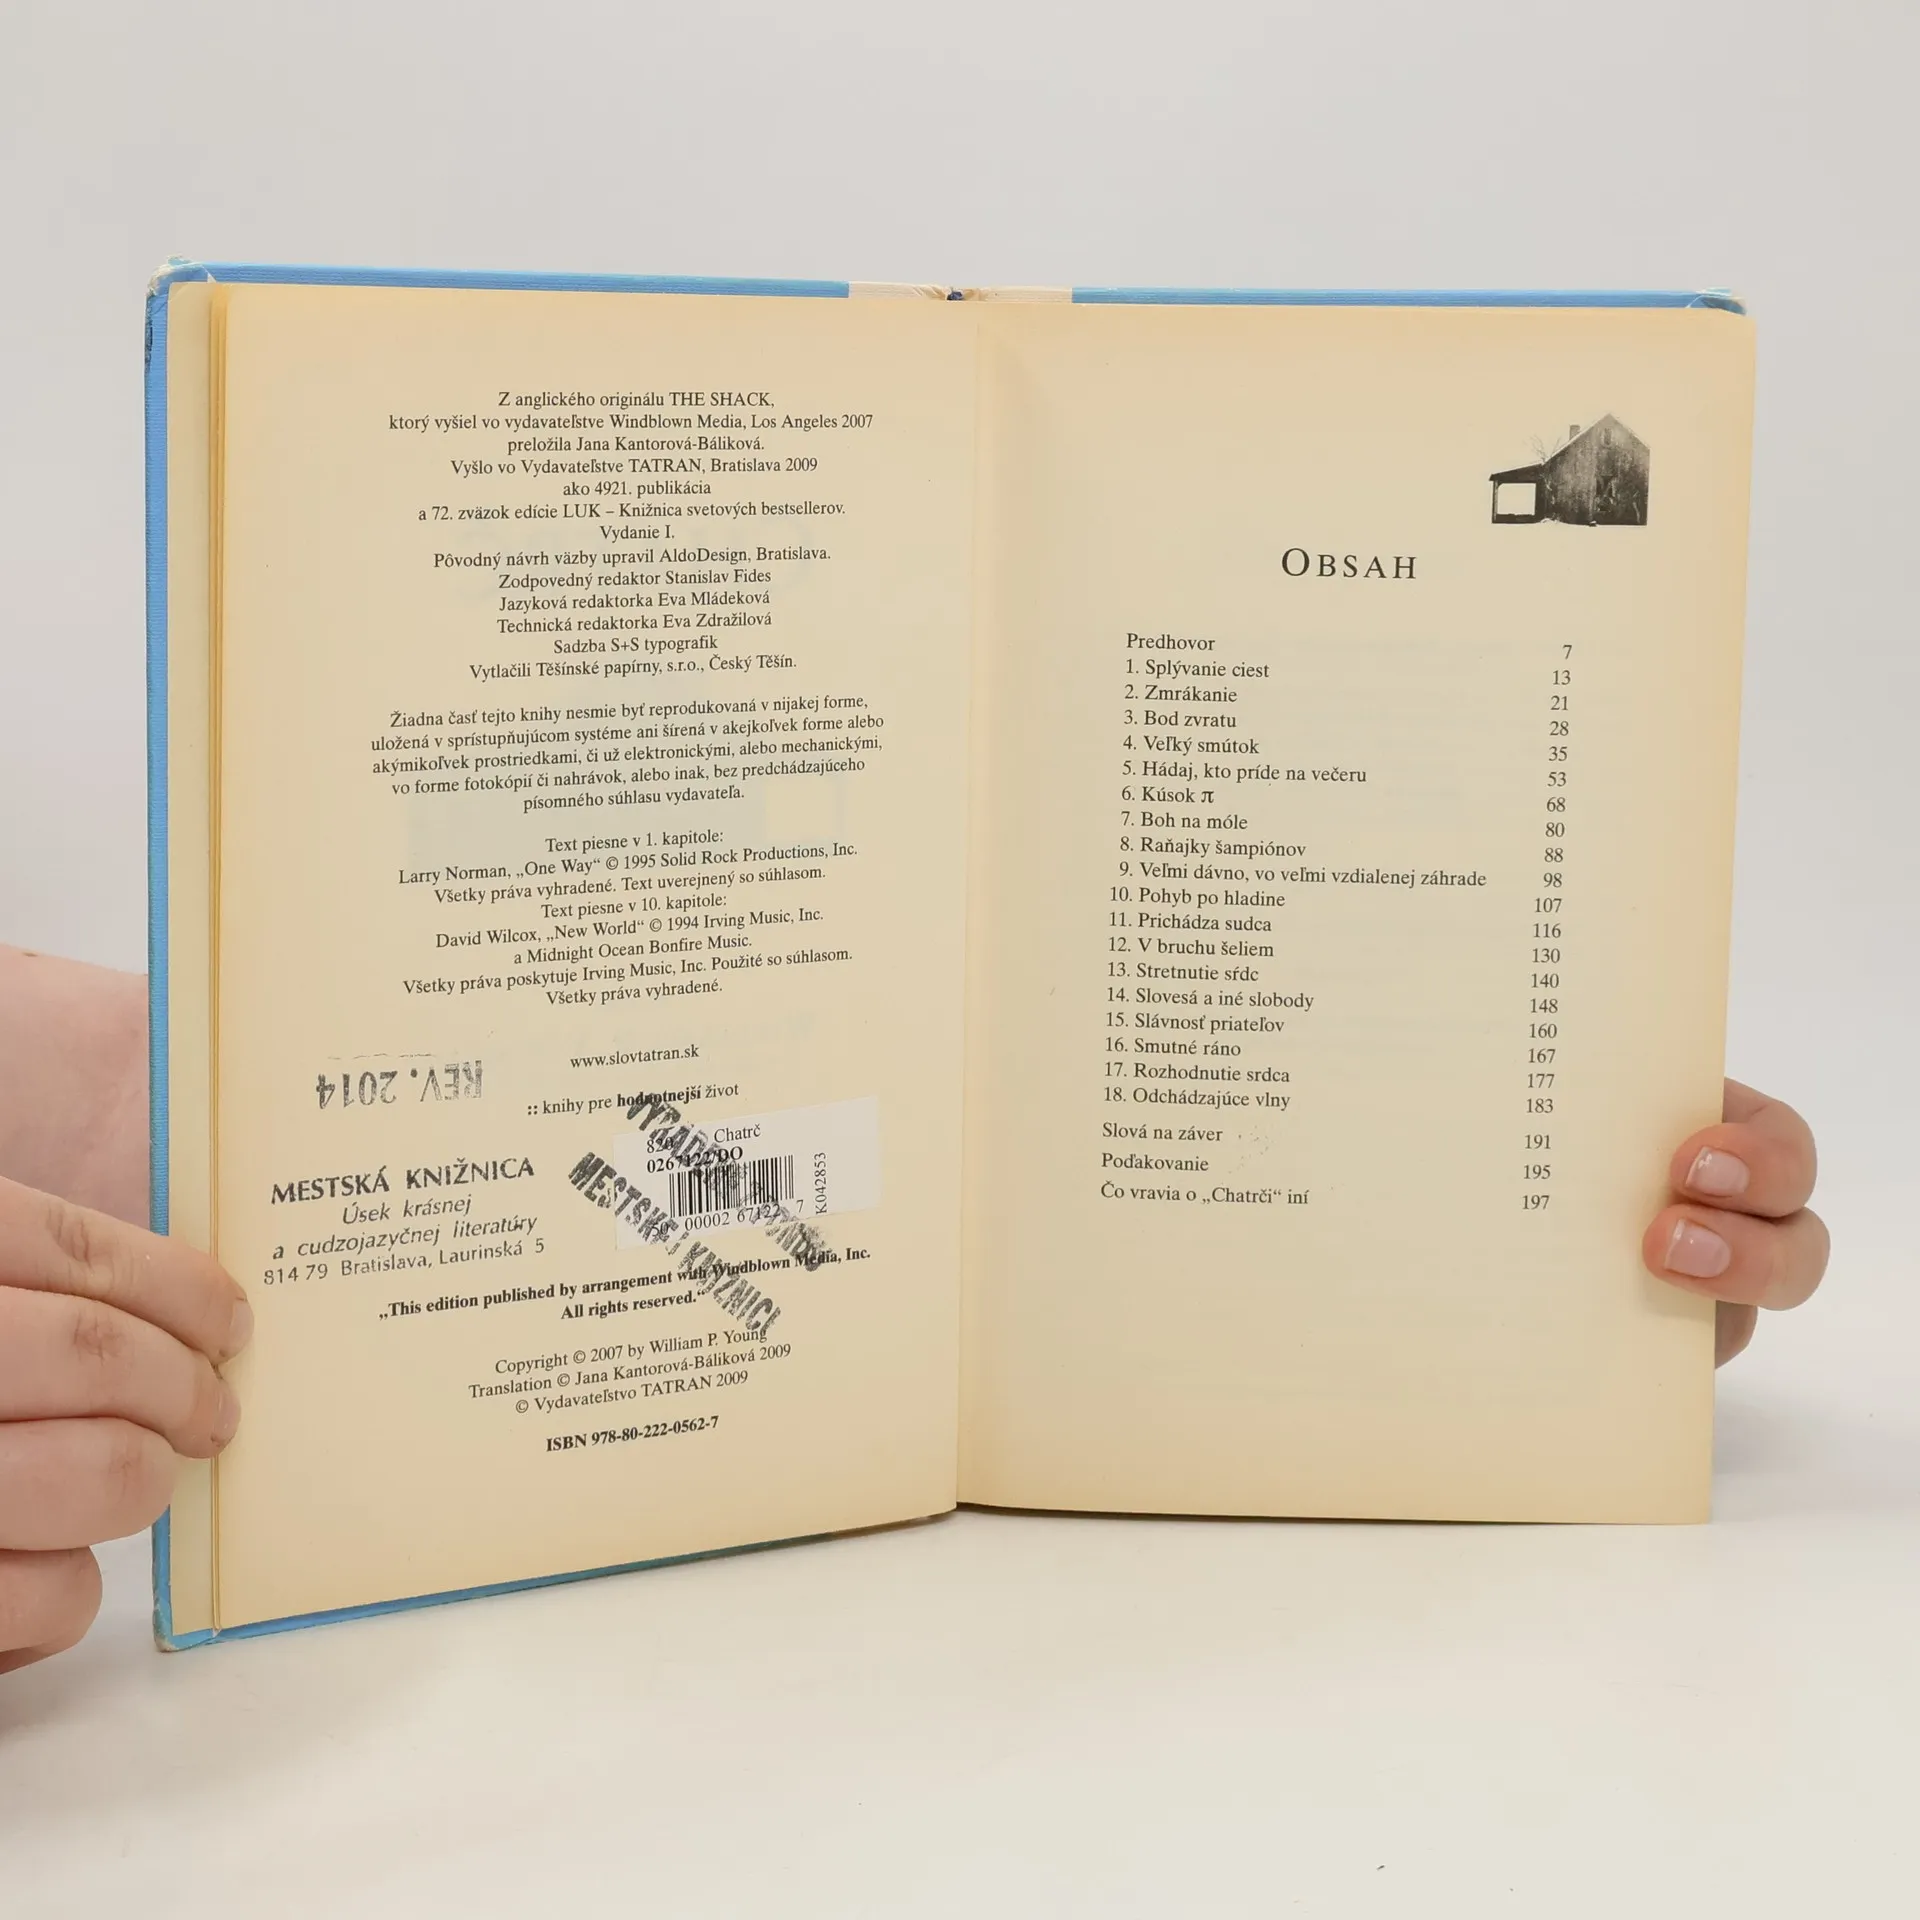 Z anglického originálu THE SHACK,
ktorý vyšiel vo vydavateľstve Windblown Media, Los Angeles 2007
preložila Jana Kantorová-Báliková.
Vyšlo vo Vydavateľstve TATRAN, Bratislava 2009
ako 4921. publikácia
a 72. zväzok edície LUK – Knižnica svetových bestsellerov.
Vydanie I.
Pôvodný návrh väzby upravil AldoDesign, Bratislava.
Zodpovedný redaktor Stanislav Fides
Jazyková redaktorka Eva Mládeková
Technická redaktorka Eva Zdražilová
Sadzba S+S typografik
Vytlačili Těšínské papírny, s.r.o., Český Těšín.
Žiadna časť tejto knihy nesmie byť reprodukovaná v nijakej forme,
uložená v sprístupňujúcom systéme ani šírená v akejkoľvek forme alebo
akýmikoľvek prostriedkami, či už elektronickými, alebo mechanickými,
vo forme fotokópií či nahrávok, alebo inak, bez predchádzajúceho
písomného súhlasu vydavateľa.
Text piesne v 1. kapitole:
Larry Norman, „One Way“ © 1995 Solid Rock Productions, Inc.
Všetky práva vyhradené. Text uverejnený so súhlasom.
Text piesne v 10. kapitole:
David Wilcox, „New World“ © 1994 Irving Music, Inc.
a Midnight Ocean Bonfire Music.
Všetky práva poskytuje Irving Music, Inc. Použité so súhlasom.
Všetky práva vyhradené.
www.slovtatran.sk
REV. 2014
:: knihy pre hodnotnejší život
820 Chatrč
0267122/DO
50 00002 67122 7
K042853
MESTSKEJ KNIŽNICI
MESTSKÁ KNIŽNICA
Úsek krásnej
a cudzojazyčnej literatúry
814 79 Bratislava, Laurinská 5
„This edition published by arrangement with Windblown Media, Inc.
All rights reserved.“
Copyright © 2007 by William P. Young
Translation © Jana Kantorová-Báliková 2009
© Vydavateľstvo TATRAN 2009
ISBN 978-80-222-0562-7
OBSAH
Predhovor 7
1. Splývanie ciest 13
2. Zmrákanie 21
3. Bod zvratu 28
4. Veľký smútok 35
5. Hádaj, kto príde na večeru 53
6. Kúsok π 68
7. Boh na móle 80
8. Raňajky šampiónov 88
9. Veľmi dávno, vo veľmi vzdialenej záhrade 98
10. Pohyb po hladine 107
11. Prichádza sudca 116
12. V bruchu šeliem 130
13. Stretnutie sŕdc 140
14. Slovesá a iné slobody 148
15. Slávnosť priateľov 160
16. Smutné ráno 167
17. Rozhodnutie srdca 177
18. Odchádzajúce vlny 183
Slová na záver 191
Poďakovanie 195
Čo vravia o „Chatrči“ iní 197